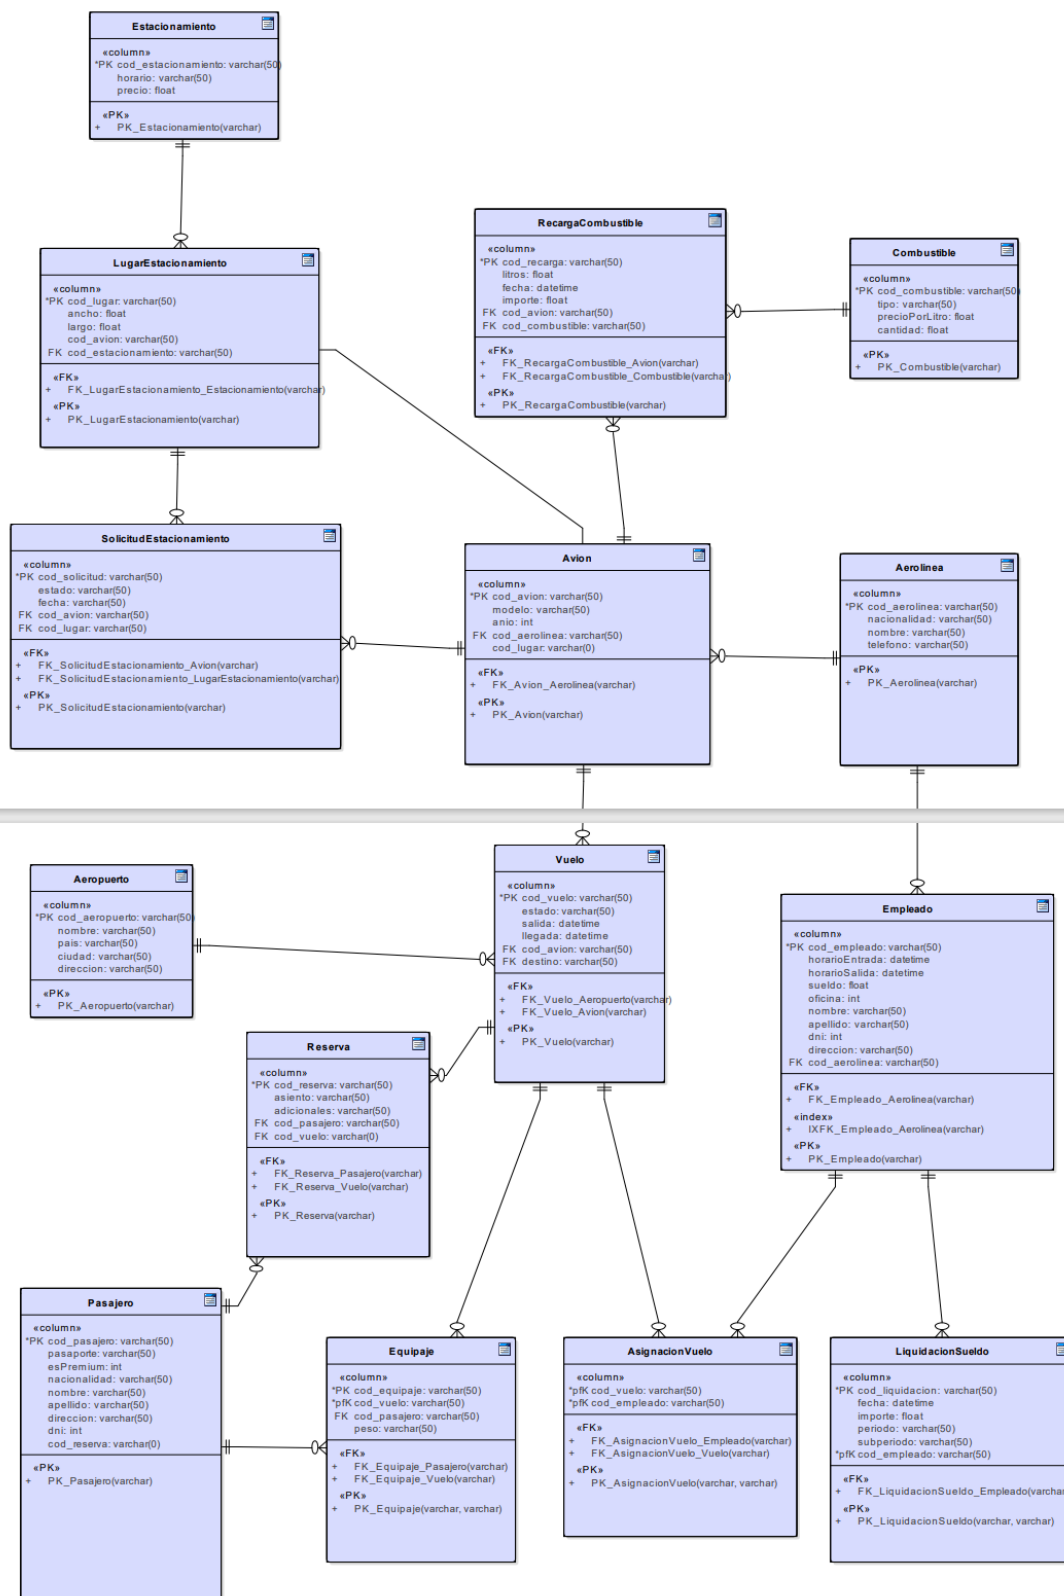 Estacionamiento
«column»
*PK cod_estacionamiento: varchar(50)
horario: varchar(50)
precio: float
«PK»
+ PK_Estacionamiento(varchar)
RecargaCombustible
«column»
*PK cod_recarga: varchar(50)
litros: float
fecha: datetime
importe: float
FK cod_avion: varchar(50)
FK cod_combustible: varchar(50)
«FK»
+ FK_RecargaCombustible_Avion(varchar)
+ FK_RecargaCombustible_Combustible(varchar)
«PK»
+ PK_RecargaCombustible(varchar)
Combustible
«column»
*PK cod_combustible: varchar(50)
tipo: varchar(50)
precioPorLitro: float
cantidad: float
«PK»
+ PK_Combustible(varchar)
LugarEstacionamiento
«column»
*PK cod_lugar: varchar(50)
ancho: float
largo: float
cod_avion: varchar(50)
FK cod_estacionamiento: varchar(50)
«FK»
+ FK_LugarEstacionamiento_Estacionamiento(varchar)
«PK»
+ PK_LugarEstacionamiento(varchar)
SolicitudEstacionamiento
«column»
*PK cod_solicitud: varchar(50)
estado: varchar(50)
fecha: varchar(50)
FK cod_avion: varchar(50)
FK cod_lugar: varchar(50)
«FK»
+ FK_SolicitudEstacionamiento_Avion(varchar)
+ FK_SolicitudEstacionamiento_LugarEstacionamiento(varchar)
«PK»
+ PK_SolicitudEstacionamiento(varchar)
Avion
«column»
*PK cod_avion: varchar(50)
modelo: varchar(50)
anio: int
FK cod_aerolinea: varchar(50)
cod_lugar: varchar(0)
«FK»
+ FK_Avion_Aerolinea(varchar)
«PK»
+ PK_Avion(varchar)
Aerolinea
«column»
*PK cod_aerolinea: varchar(50)
nacionalidad: varchar(50)
nombre: varchar(50)
telefono: varchar(50)
«PK»
+ PK_Aerolinea(varchar)
Aeropuerto
«column»
*PK cod_aeropuerto: varchar(50)
nombre: varchar(50)
pais: varchar(50)
ciudad: varchar(50)
direccion: varchar(50)
«PK»
+ PK_Aeropuerto(varchar)
Vuelo
«column»
*PK cod_vuelo: varchar(50)
estado: varchar(50)
salida: datetime
llegada: datetime
FK cod_avion: varchar(50)
FK destino: varchar(50)
«FK»
+ FK_Vuelo_Aeropuerto(varchar)
+ FK_Vuelo_Avion(varchar)
«PK»
+ PK_Vuelo(varchar)
Empleado
«column»
*PK cod_empleado: varchar(50)
horarioEntrada: datetime
horarioSalida: datetime
sueldo: float
oficina: int
nombre: varchar(50)
apellido: varchar(50)
dni: int
direccion: varchar(50)
FK cod_aerolinea: varchar(50)
«FK»
+ FK_Empleado_Aerolinea(varchar)
«index»
+ IXFK_Empleado_Aerolinea(varchar)
«PK»
+ PK_Empleado(varchar)
Reserva
«column»
*PK cod_reserva: varchar(50)
asiento: varchar(50)
adicionales: varchar(50)
FK cod_pasajero: varchar(50)
FK cod_vuelo: varchar(0)
«FK»
+ FK_Reserva_Pasajero(varchar)
+ FK_Reserva_Vuelo(varchar)
«PK»
+ PK_Reserva(varchar)
Pasajero
«column»
*PK cod_pasajero: varchar(50)
pasaporte: varchar(50)
esPremium: int
nacionalidad: varchar(50)
nombre: varchar(50)
apellido: varchar(50)
direccion: varchar(50)
dni: int
cod_reserva: varchar(0)
«PK»
+ PK_Pasajero(varchar)
Equipaje
«column»
*PK cod_equipaje: varchar(50)
*pfK cod_vuelo: varchar(50)
FK cod_pasajero: varchar(50)
peso: varchar(50)
«FK»
+ FK_Equipaje_Pasajero(varchar)
+ FK_Equipaje_Vuelo(varchar)
«PK»
+ PK_Equipaje(varchar, varchar)
AsignacionVuelo
«column»
*pfK cod_vuelo: varchar(50)
*pfK cod_empleado: varchar(50)
«FK»
+ FK_AsignacionVuelo_Empleado(varchar)
+ FK_AsignacionVuelo_Vuelo(varchar)
«PK»
+ PK_AsignacionVuelo(varchar, varchar)
LiquidacionSueldo
«column»
*PK cod_liquidacion: varchar(50)
fecha: datetime
importe: float
periodo: varchar(50)
subperiodo: varchar(50)
*pfK cod_empleado: varchar(50)
«FK»
+ FK_LiquidacionSueldo_Empleado(varchar
«PK»
+ PK_LiquidacionSueldo(varchar, varchar)